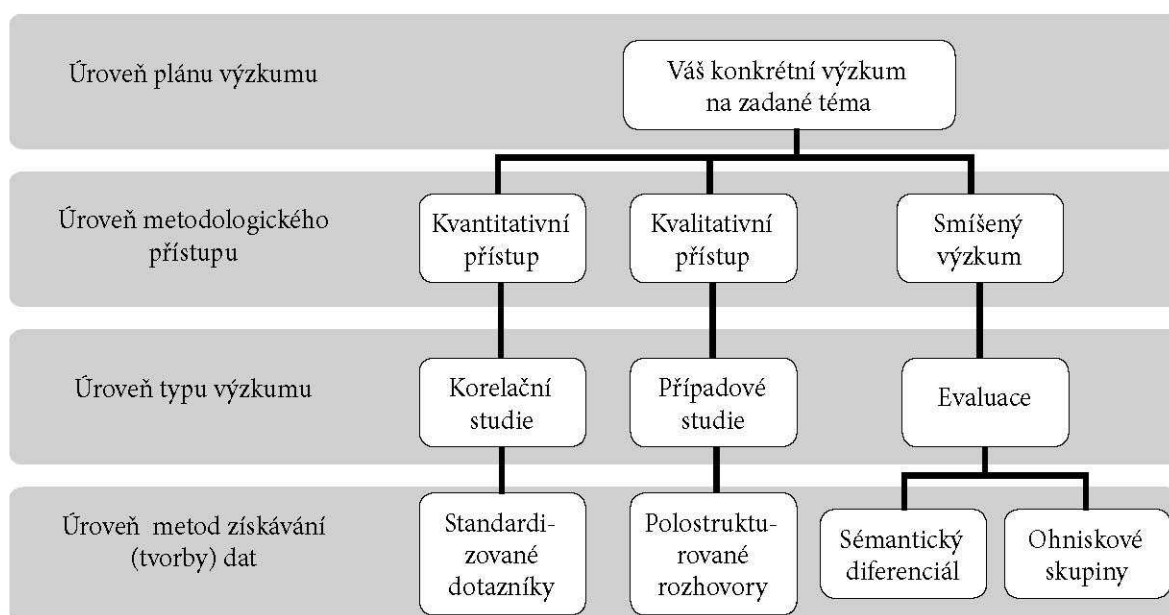 Úroveň plánu výzkumu
Váš konkrétní výzkum
na zadané téma
Úroveň metodologického
přístupu
Kvantitativní
přístup
Kvalitativní
přístup
Smíšený
výzkum
Úroveň typu výzkumu
Korelační
studie
Případové
studie
Evaluace
Úroveň metod získávání
(tvorby) dat
Standardi-
zované
dotazníky
Polostruktu-
rované
rozhovory
Sémantický
diferenciál
Ohniskové
skupiny